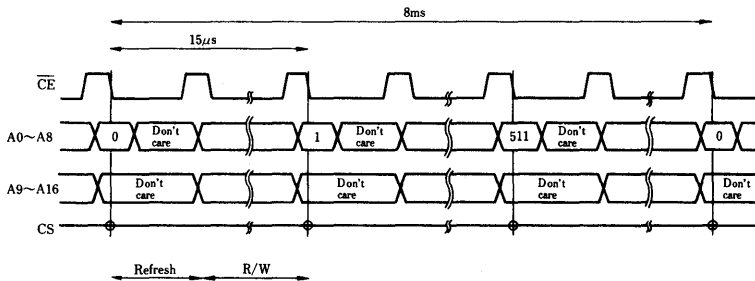 8ms
15μs
C̅E̅
A0~A8 0 Don't care 1 Don't care 511 Don't care 0
A9~A16 Don't care Don't care Don't care Don't care
CS
Refresh R/W